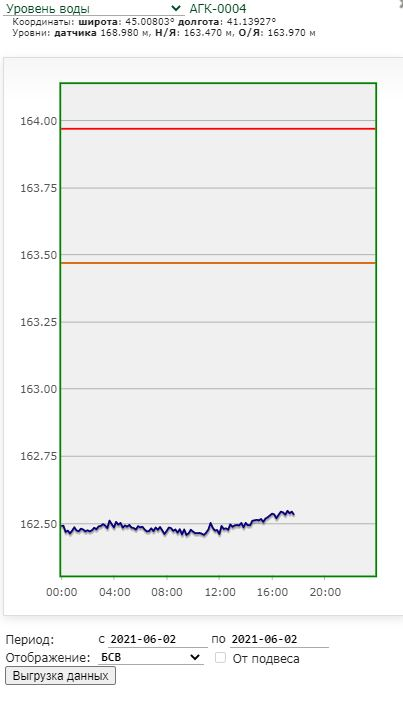 Уровень воды АГК-0004
Координаты: широта: 45.00803° долгота: 41.13927°
Уровни: датчика 168.980 м, Н/Я: 163.470 м, О/Я: 163.970 м
164.00
163.75
163.50
163.25
163.00
162.75
162.50
00:00 04:00 08:00 12:00 16:00 20:00
Период: с 2021-06-02 по 2021-06-02
Отображение: БСВ От подвеса
Выгрузка данных